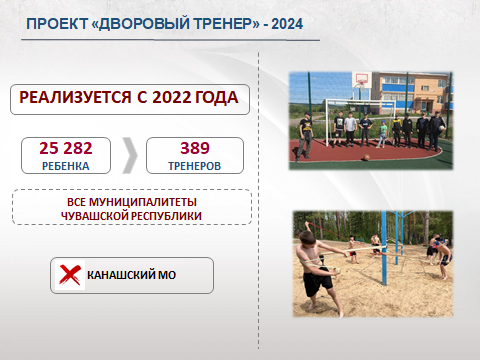 ПРОЕКТ «ДВОРОВЫЙ ТРЕНЕР» - 2024
РЕАЛИЗУЕТСЯ С 2022 ГОДА
25 282
РЕБЕНКА
389
ТРЕНЕРОВ
ВСЕ МУНИЦИПАЛИТЕТЫ
ЧУВАШСКОЙ РЕСПУБЛИКИ
КАНАШСКИЙ МО